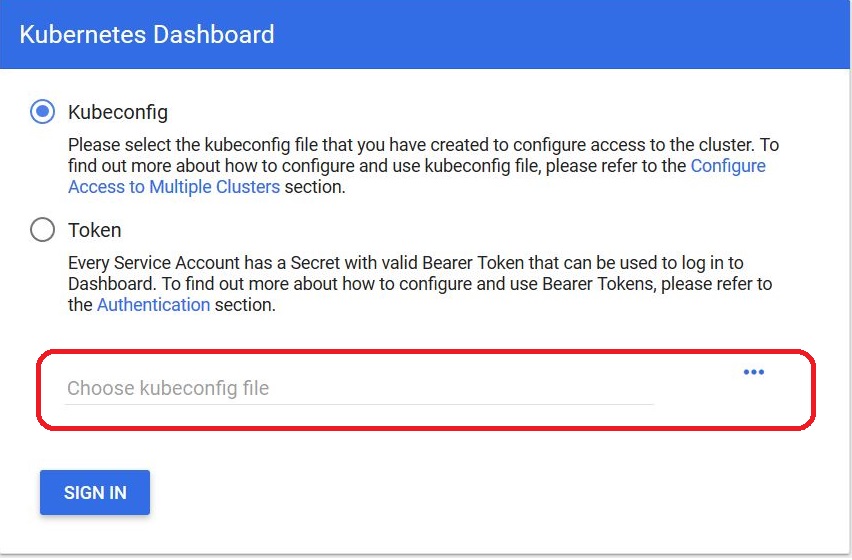 Kubernetes Dashboard
Kubeconfig
Please select the kubeconfig file that you have created to configure access to the cluster. To
find out more about how to configure and use kubeconfig file, please refer to the Configure
Access to Multiple Clusters section.
Token
Every Service Account has a Secret with valid Bearer Token that can be used to log in to
Dashboard. To find out more about how to configure and use Bearer Tokens, please refer to
the Authentication section.
Choose kubeconfig file
SIGN IN